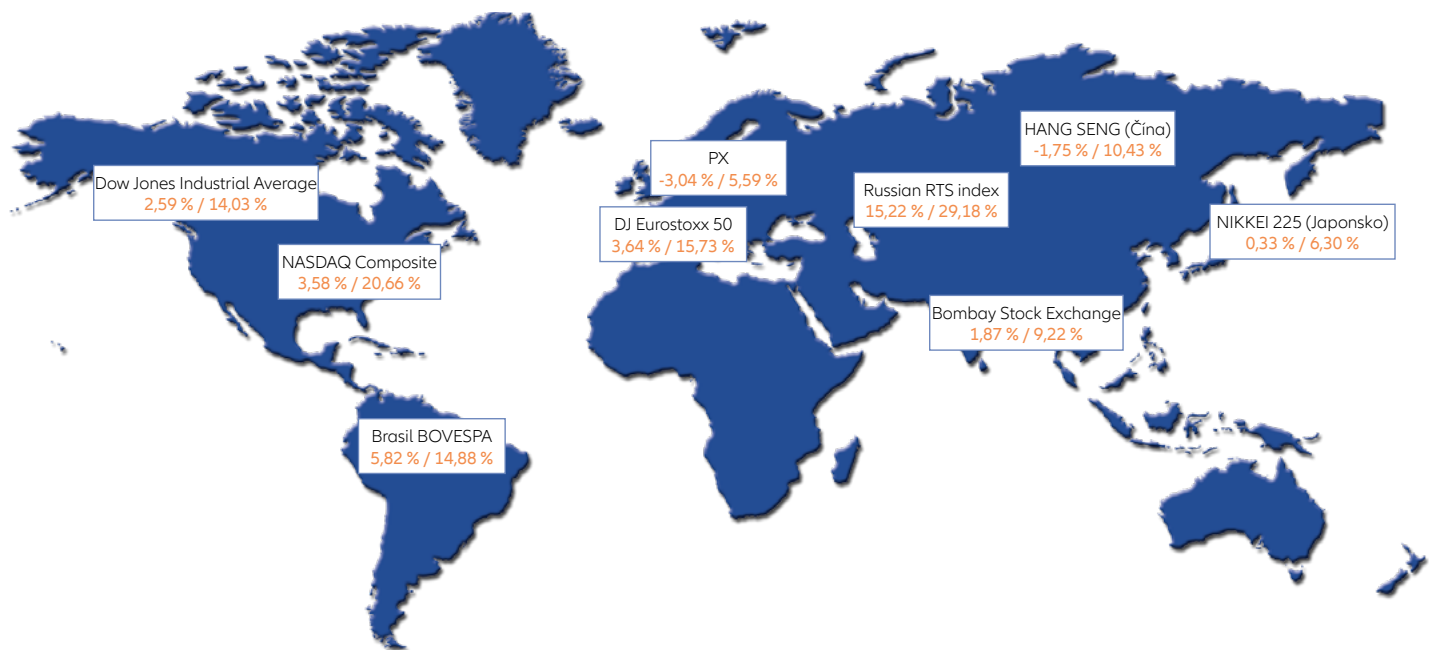 HANG SENG (Čína)
-1,75 % / 10,43 %
PX
-3,04 % / 5,59 %
Dow Jones Industrial Average
2,59 % / 14,03 %
Russian RTS index
15,22 % / 29,18 %
NIKKEI 225 (Japonsko)
0,33 % / 6,30 %
DJ Eurostoxx 50
3,64 % / 15,73 %
NASDAQ Composite
3,58 % / 20,66 %
Bombay Stock Exchange
1,87 % / 9,22 %
Brasil BOVESPA
5,82 % / 14,88 %